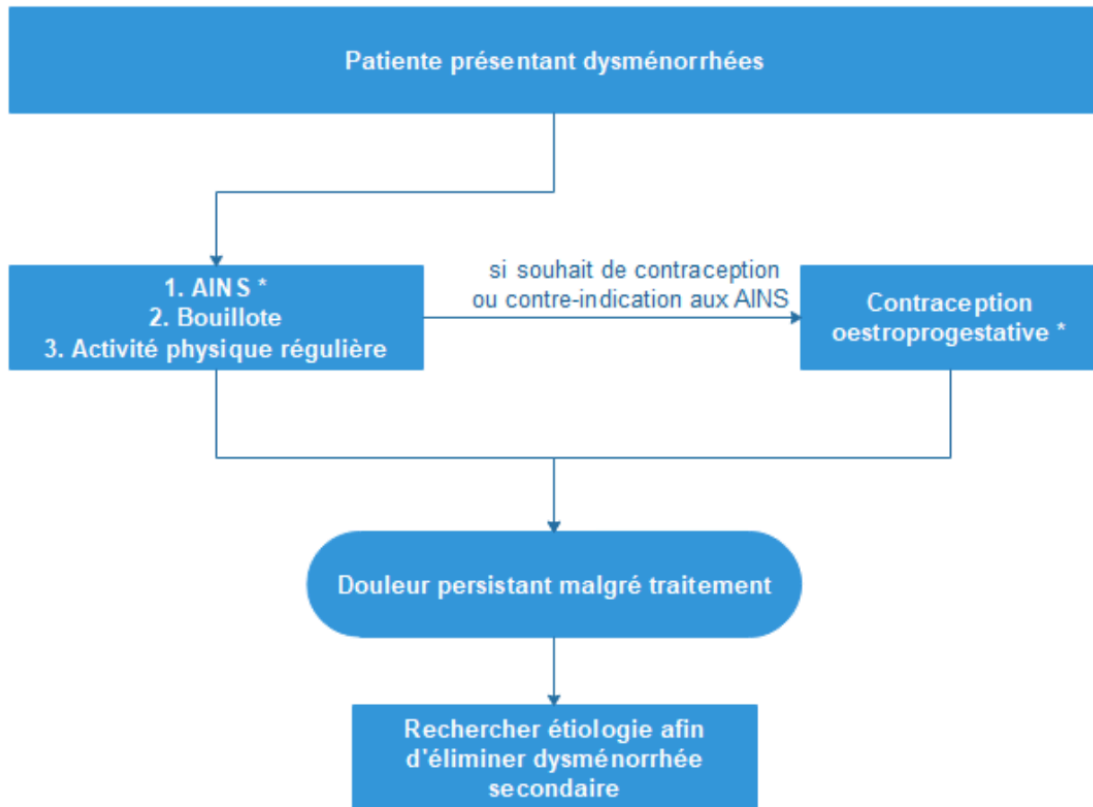 Patiente présentant dysménorrhées
1. AINS *
2. Bouillote
3. Activité physique régulière
si souhait de contraception
ou contre-indication aux AINS
Contraception
oestroprogestative *
Douleur persistant malgré traitement
Rechercher étiologie afin
d'éliminer dysménorrhée
secondaire